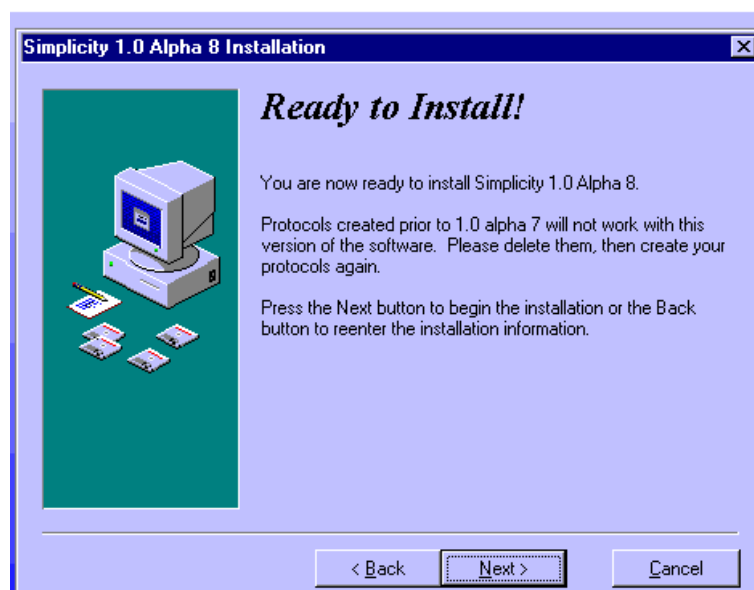 Simplicity 1.0 Alpha 8 Installation
Ready to Install!
You are now ready to install Simplicity 1.0 Alpha 8.
Protocols created prior to 1.0 alpha 7 will not work with this
version of the software.  Please delete them, then create your
protocols again.
Press the Next button to begin the installation or the Back
button to reenter the installation information.
< Back
Next >
Cancel